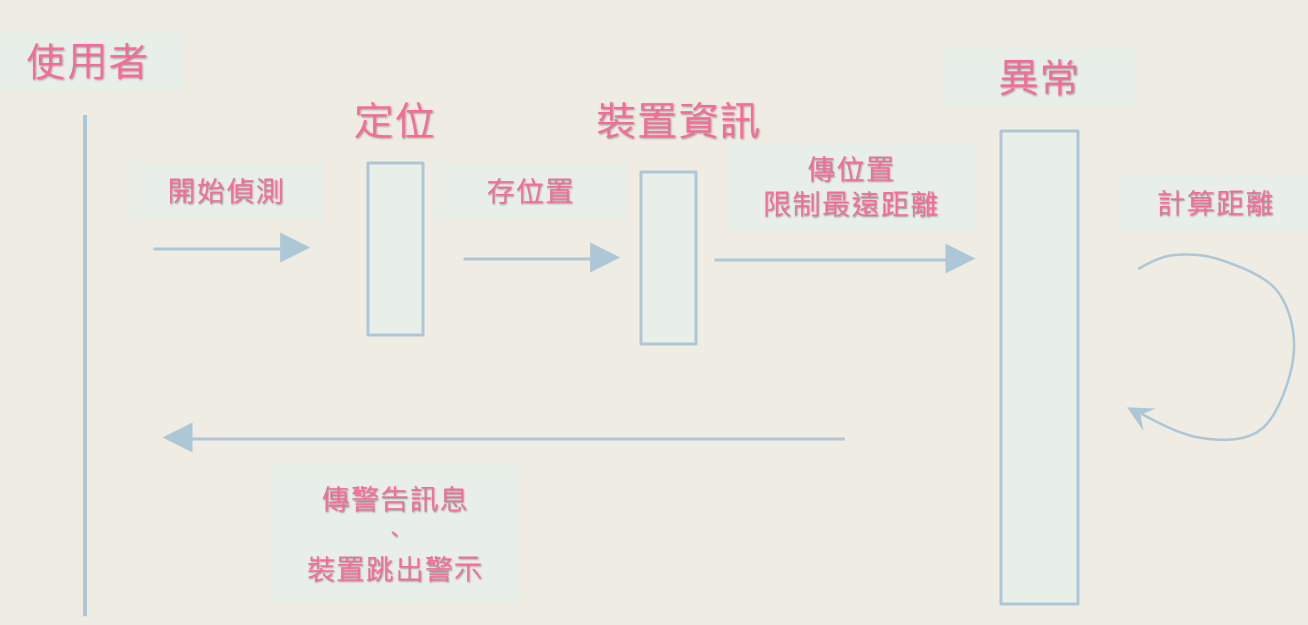 使用者
異常
定位
裝置資訊
開始偵測
存位置
傳位置
限制最遠距離
計算距離
傳警告訊息
、
裝置跳出警示